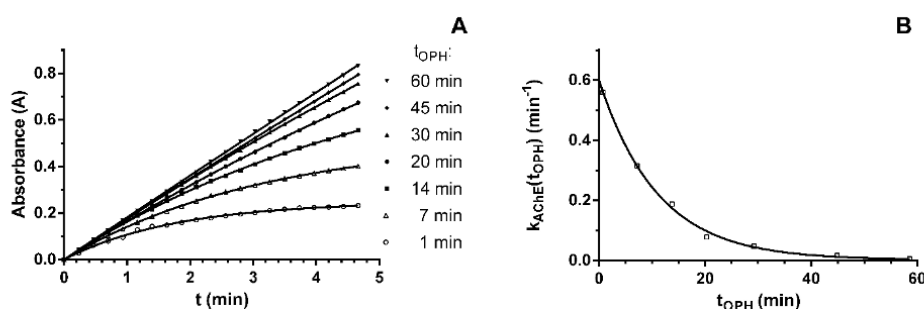 A
Absorbance (A)
0.8
0.6
0.4
0.2
0.0
0 1 2 3 4 5
t (min)
tOPH:
60 min
45 min
30 min
20 min
14 min
7 min
1 min
B
kAChE(tOPH) (min-1)
0.6
0.4
0.2
0.0
0 20 40 60
tOPH (min)